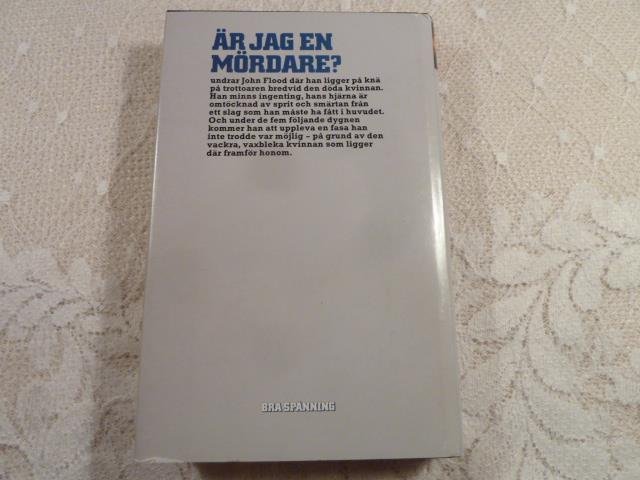 ÄR JAG EN
MÖRDARE?
undrar John Flood där han ligger på knä
på trottoaren bredvid den döda kvinnan.
Han minns ingenting, hans hjärna är
omtöcknad av sprit och smärtan från
ett slag som han måste ha fått i huvudet.
Och under de fem följande dygnen
kommer han att uppleva en fasa han
inte trodde var möjlig – på grund av den
vackra, vaxbleka kvinnan som ligger
där framför honom.
BRA SPÄNNING